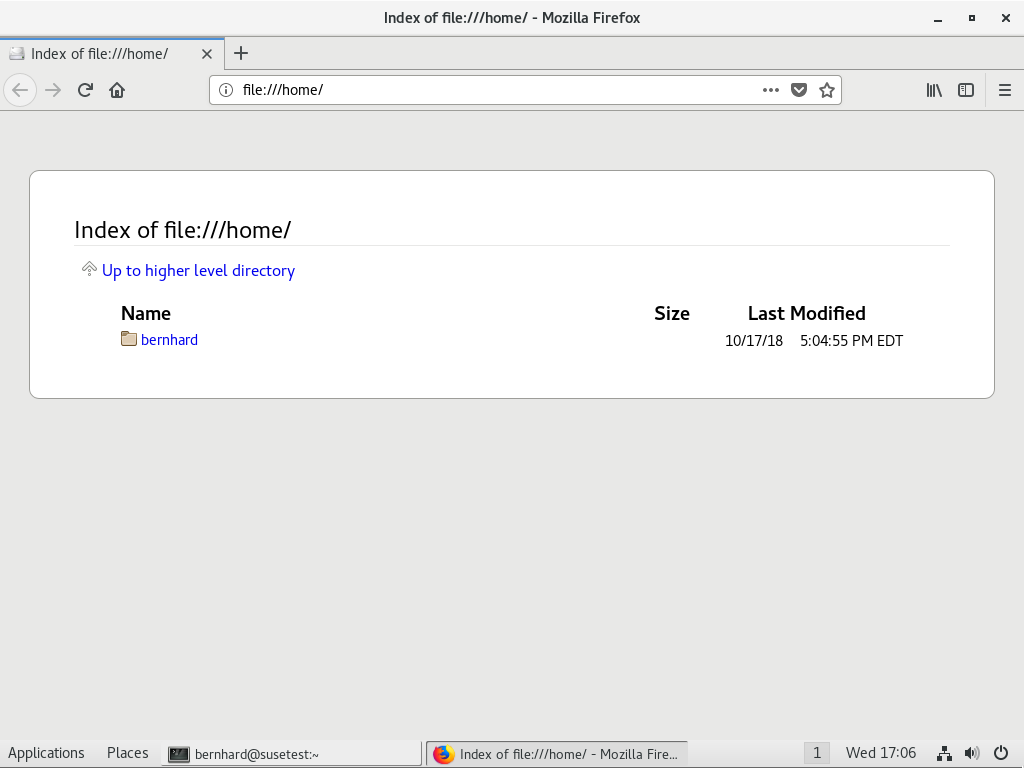 Index of file:///home/ - Mozilla Firefox
Index of file:///home/
file:///home/
Index of file:///home/
Up to higher level directory
Name Size Last Modified
bernhard 10/17/18 5:04:55 PM EDT
Applications Places bernhard@susetest:~ Index of file:///home/ - Mozilla Fire... 1 Wed 17:06